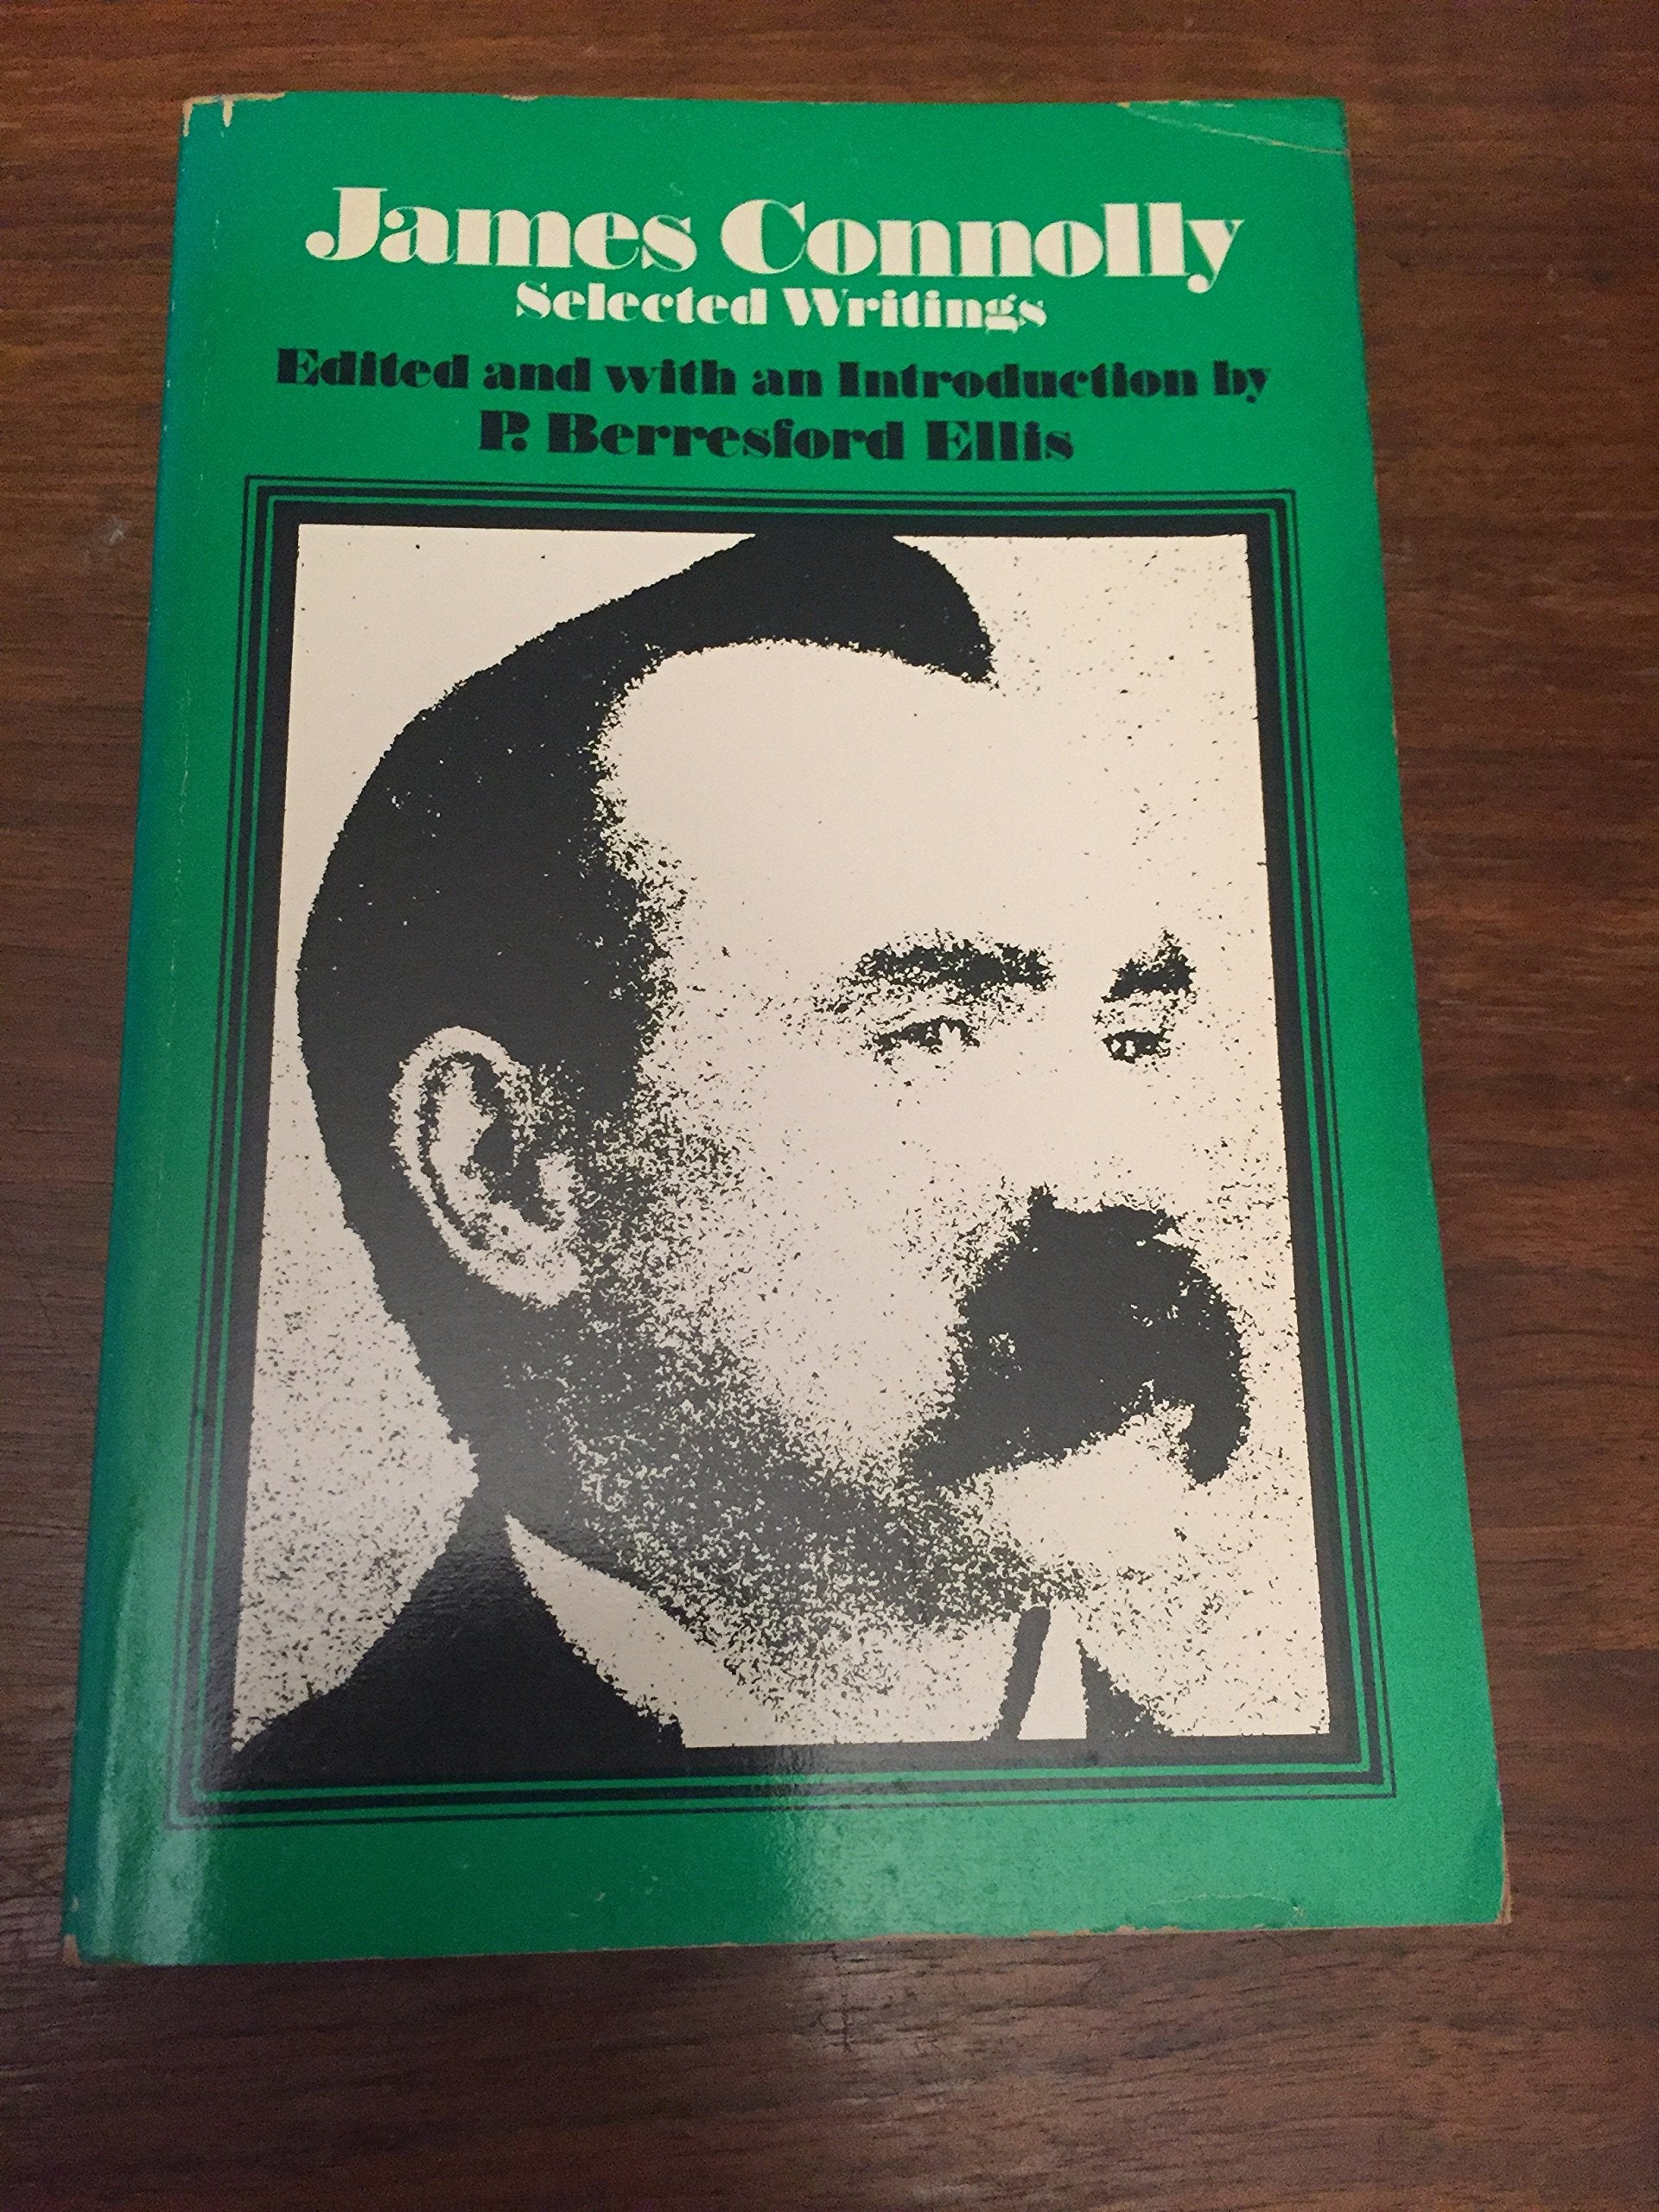 James Connolly
Selected Writings
Edited and with an Introduction by
P. Berresford Ellis